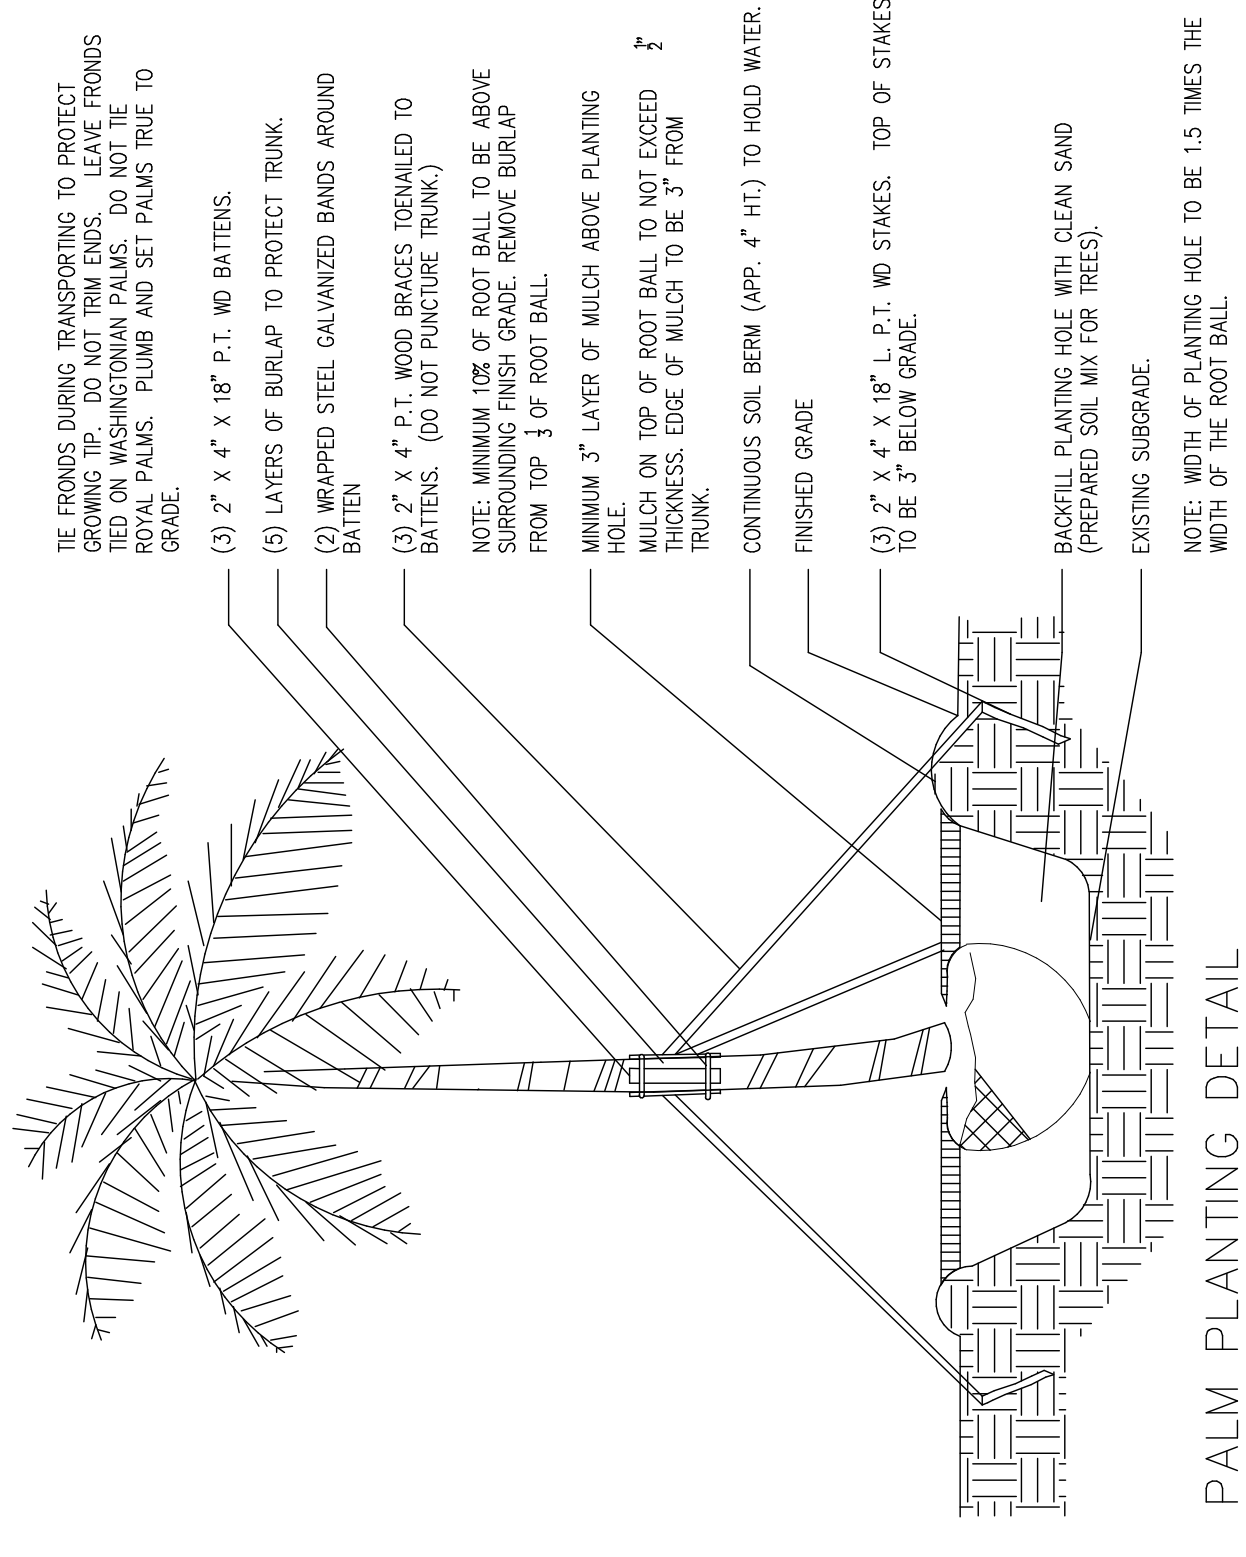 TIE FRONDS DURING TRANSPORTING TO PROTECT
GROWING TIP. DO NOT TRIM ENDS. LEAVE FRONDS
TIED ON WASHINGTONIAN PALMS. DO NOT TIE
ROYAL PALMS. PLUMB AND SET PALMS TRUE TO
GRADE.
(3) 2" X 4" X 18" P.T. WD BATTENS.
(5) LAYERS OF BURLAP TO PROTECT TRUNK.
(2) WRAPPED STEEL GALVANIZED BANDS AROUND
BATTEN
(3) 2" X 4" P.T. WOOD BRACES TOENAILED TO
BATTENS. (DO NOT PUNCTURE TRUNK.)
NOTE: MINIMUM 10% OF ROOT BALL TO BE ABOVE
SURROUNDING FINISH GRADE. REMOVE BURLAP
FROM TOP 1/3 OF ROOT BALL.
MINIMUM 3" LAYER OF MULCH ABOVE PLANTING
HOLE.
MULCH ON TOP OF ROOT BALL TO NOT EXCEED 1/2"
THICKNESS. EDGE OF MULCH TO BE 3" FROM
TRUNK.
CONTINUOUS SOIL BERM (APP. 4" HT.) TO HOLD WATER.
FINISHED GRADE
(3) 2" X 4" X 18" L. P.T. WD STAKES. TOP OF STAKES
TO BE 3" BELOW GRADE.
BACKFILL PLANTING HOLE WITH CLEAN SAND
(PREPARED SOIL MIX FOR TREES).
EXISTING SUBGRADE.
NOTE: WIDTH OF PLANTING HOLE TO BE 1.5 TIMES THE
WIDTH OF THE ROOT BALL.
PALM PLANTING DETAIL